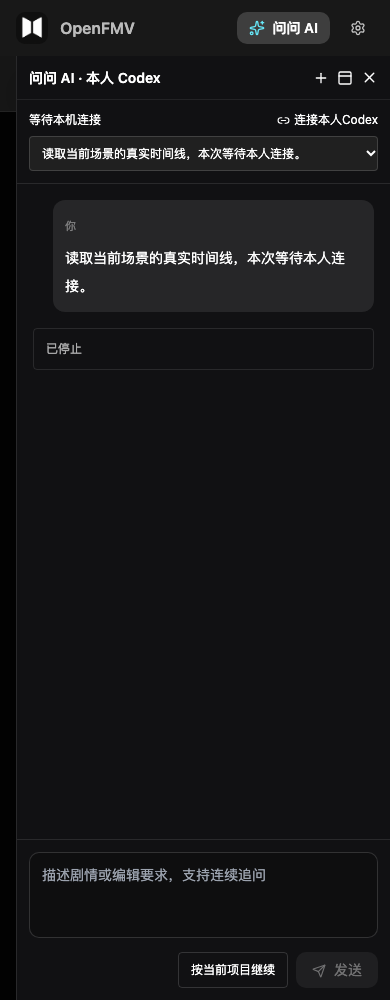 OpenFMV
问问 AI
问问 AI · 本人 Codex
等待本机连接
连接本人Codex
读取当前场景的真实时间线，本次等待本人连接。
你
读取当前场景的真实时间线，本次等待本人连
接。
已停止
描述剧情或编辑要求，支持连续追问
按当前项目继续
发送